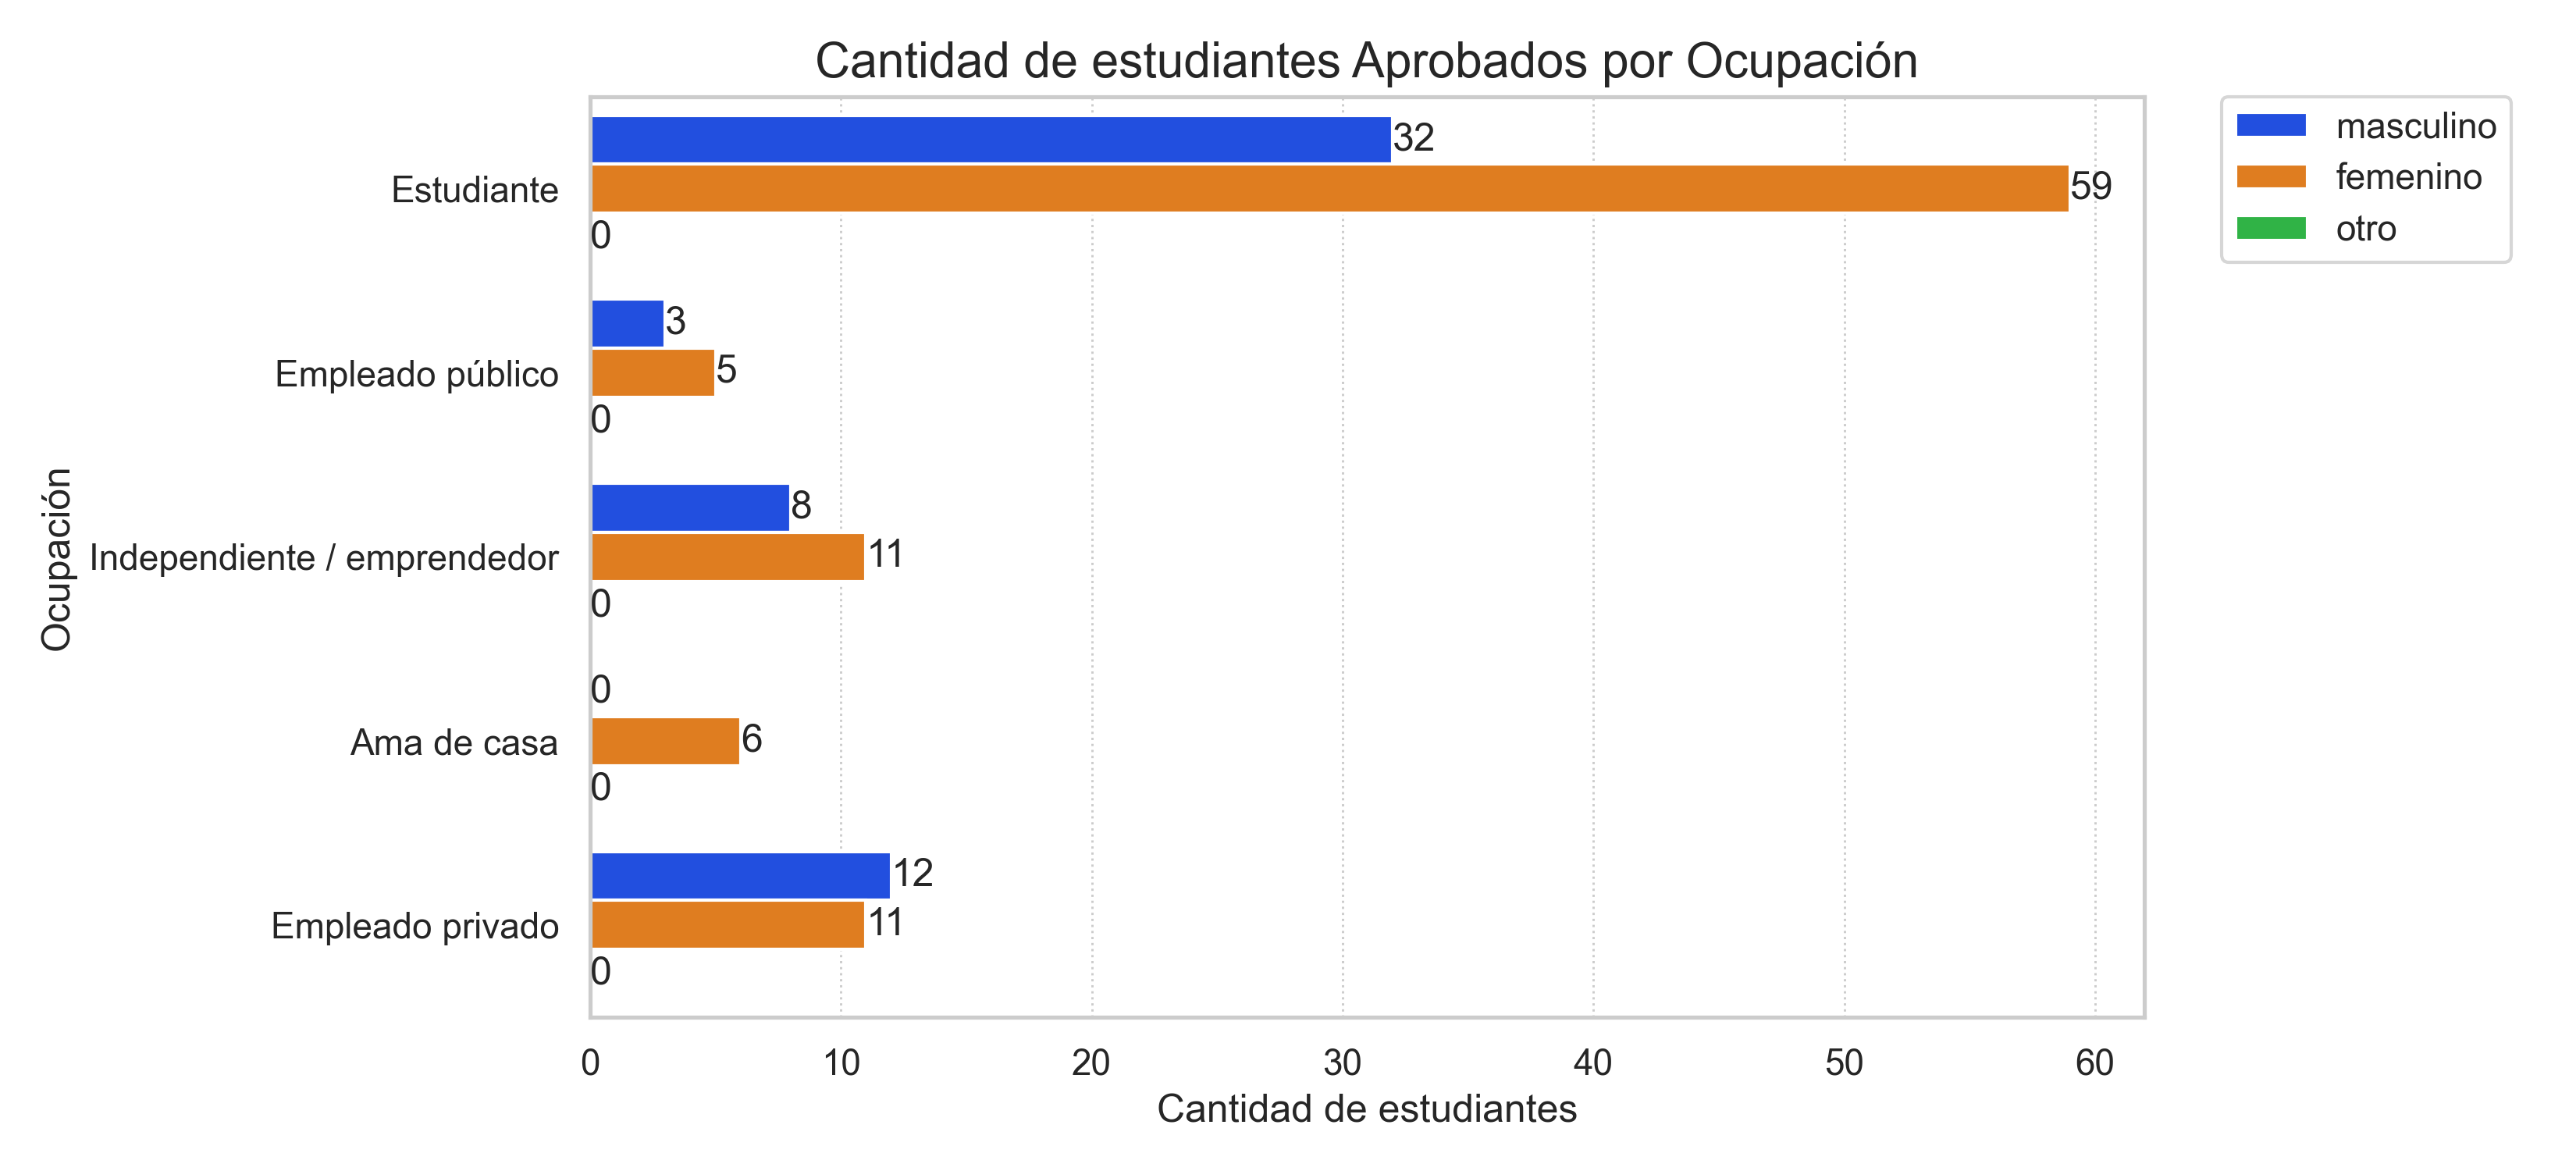 Cantidad de estudiantes Aprobados por Ocupación
masculino
femenino
otro
Ocupación
Estudiante
32
59
0
Empleado público
3
5
0
Independiente / emprendedor
8
11
0
Ama de casa
0
6
0
Empleado privado
12
11
0
0 10 20 30 40 50 60
Cantidad de estudiantes